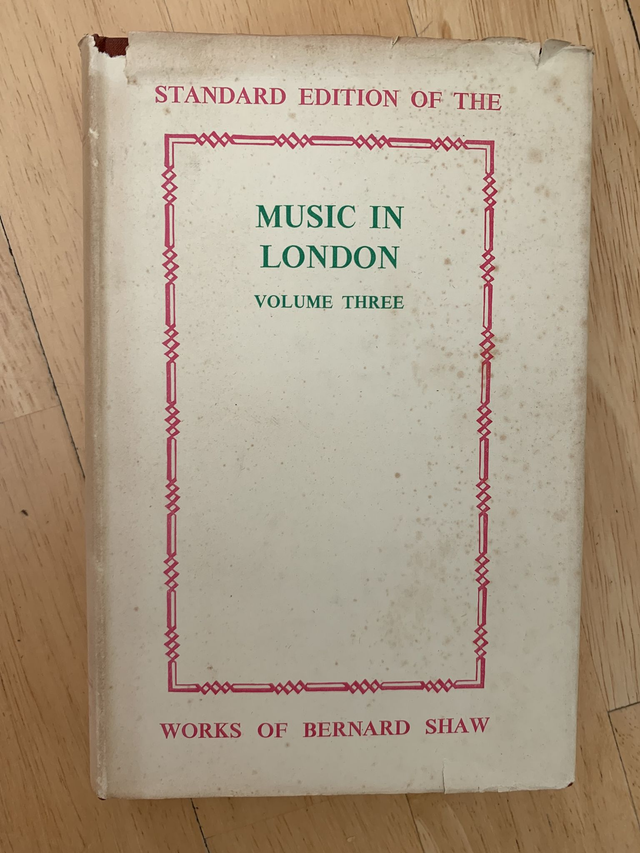 STANDARD EDITION OF THE
MUSIC IN
LONDON
VOLUME THREE
WORKS OF BERNARD SHAW